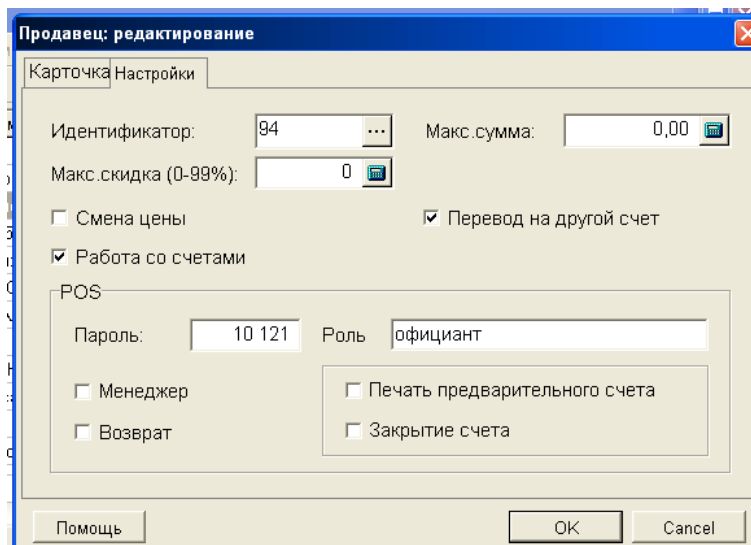 Продавец: редактирование
Карточка Настройки
Идентификатор: 94 ... Макс.сумма: 0,00
Макс.скидка (0-99%): 0
Смена цены Перевод на другой счет
Работа со счетами
POS
Пароль: 10 121 Роль официант
Менеджер Печать предварительного счета
Возврат Закрытие счета
Помощь OK Cancel